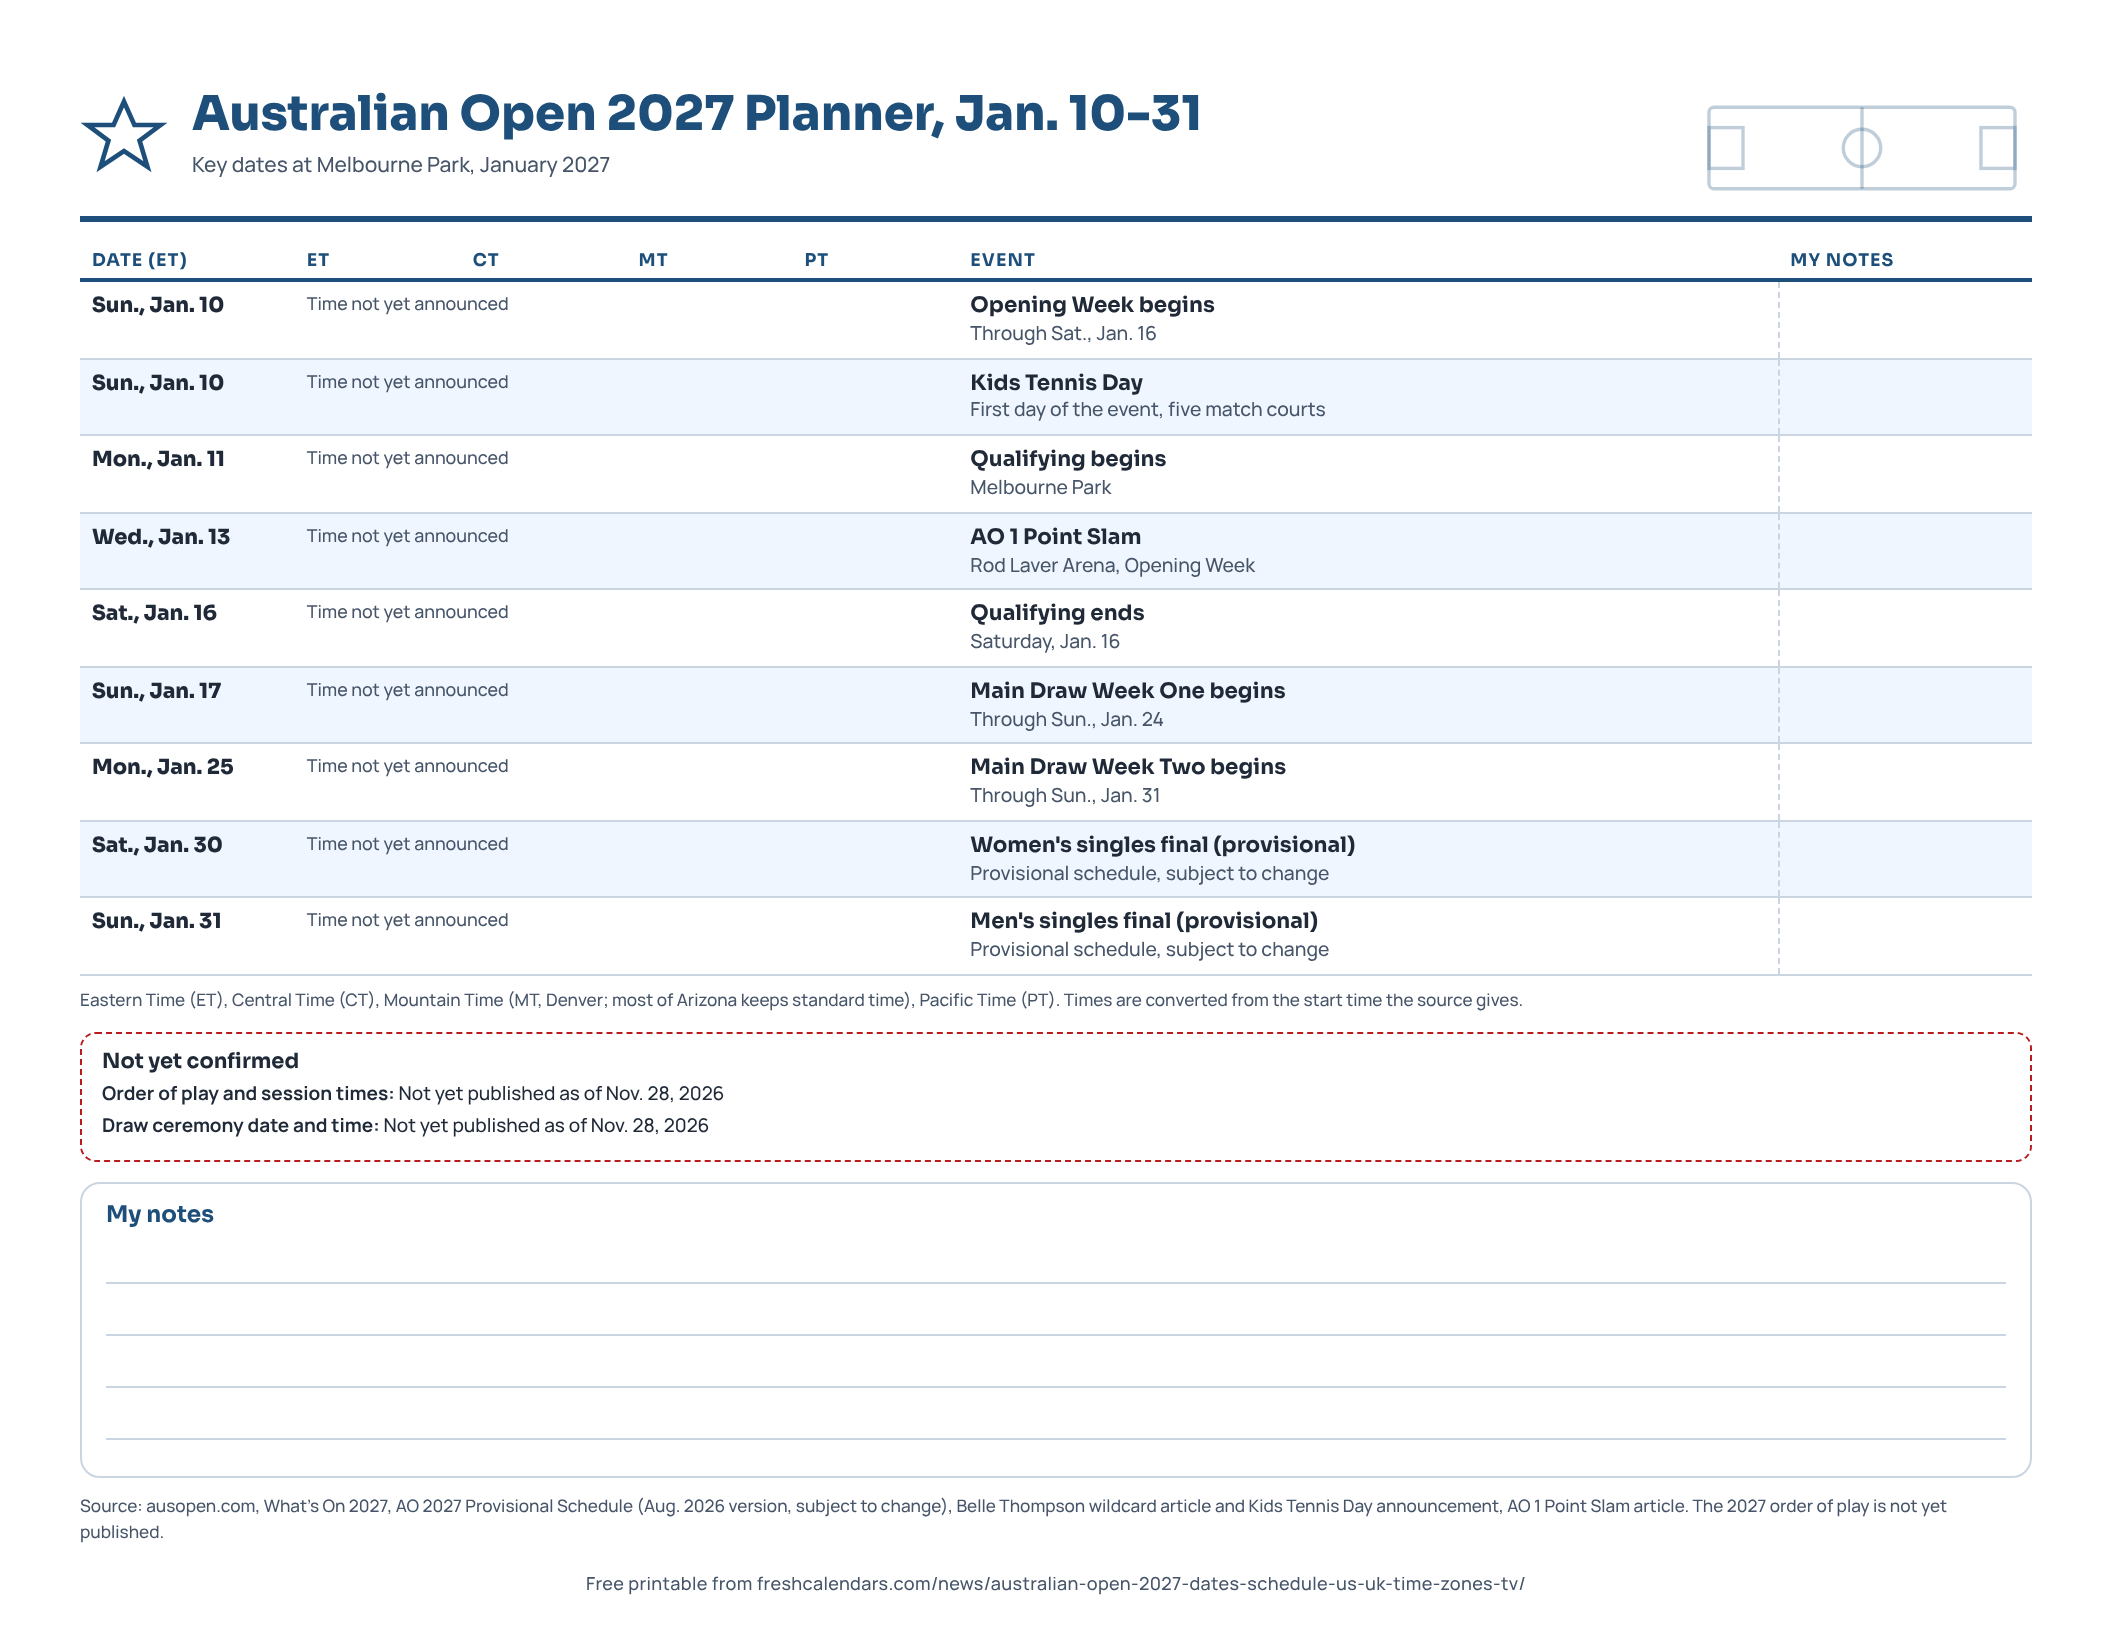 Australian Open 2027 Planner, Jan. 10–31
Key dates at Melbourne Park, January 2027
DATE (ET) ET CT MT PT EVENT MY NOTES
Sun., Jan. 10 Time not yet announced Opening Week begins
Through Sat., Jan. 16
Sun., Jan. 10 Time not yet announced Kids Tennis Day
First day of the event, five match courts
Mon., Jan. 11 Time not yet announced Qualifying begins
Melbourne Park
Wed., Jan. 13 Time not yet announced AO 1 Point Slam
Rod Laver Arena, Opening Week
Sat., Jan. 16 Time not yet announced Qualifying ends
Saturday, Jan. 16
Sun., Jan. 17 Time not yet announced Main Draw Week One begins
Through Sun., Jan. 24
Mon., Jan. 25 Time not yet announced Main Draw Week Two begins
Through Sun., Jan. 31
Sat., Jan. 30 Time not yet announced Women's singles final (provisional)
Provisional schedule, subject to change
Sun., Jan. 31 Time not yet announced Men's singles final (provisional)
Provisional schedule, subject to change
Eastern Time (ET), Central Time (CT), Mountain Time (MT, Denver; most of Arizona keeps standard time), Pacific Time (PT). Times are converted from the start time the source gives.
Not yet confirmed
Order of play and session times: Not yet published as of Nov. 28, 2026
Draw ceremony date and time: Not yet published as of Nov. 28, 2026
My notes
Source: ausopen.com, What's On 2027, AO 2027 Provisional Schedule (Aug. 2026 version, subject to change), Belle Thompson wildcard article and Kids Tennis Day announcement, AO 1 Point Slam article. The 2027 order of play is not yet
published.
Free printable from freshcalendars.com/news/australian-open-2027-dates-schedule-us-uk-time-zones-tv/